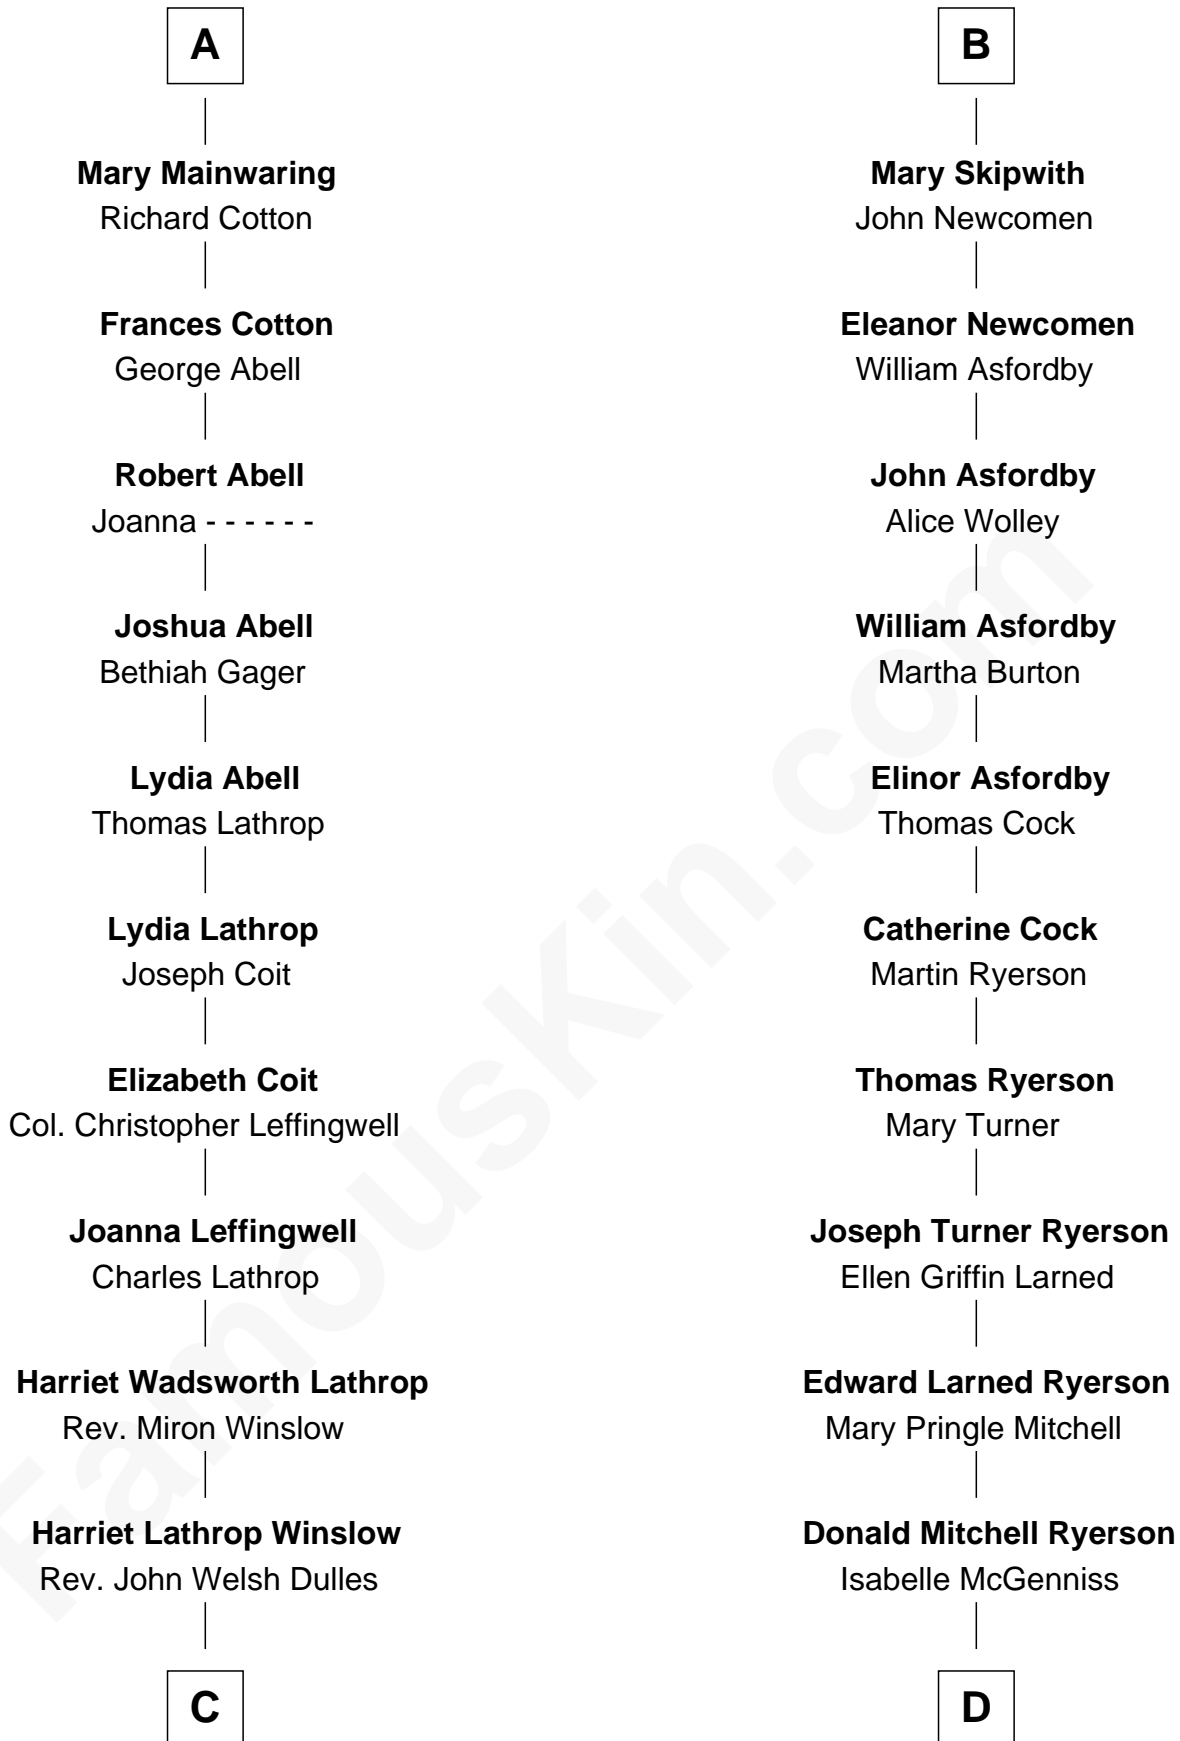 A
Mary Mainwaring
Richard Cotton
Frances Cotton
George Abell
Robert Abell
Joanna - - - - - -
Joshua Abell
Bethiah Gager
Lydia Abell
Thomas Lathrop
Lydia Lathrop
Joseph Coit
Elizabeth Coit
Col. Christopher Leffingwell
Joanna Leffingwell
Charles Lathrop
Harriet Wadsworth Lathrop
Rev. Miron Winslow
Harriet Lathrop Winslow
Rev. John Welsh Dulles
C
B
Mary Skipwith
John Newcomen
Eleanor Newcomen
William Asfordby
John Asfordby
Alice Wolley
William Asfordby
Martha Burton
Elinor Asfordby
Thomas Cock
Catherine Cock
Martin Ryerson
Thomas Ryerson
Mary Turner
Joseph Turner Ryerson
Ellen Griffin Larned
Edward Larned Ryerson
Mary Pringle Mitchell
Donald Mitchell Ryerson
Isabelle McGenniss
D
FamousKin.com